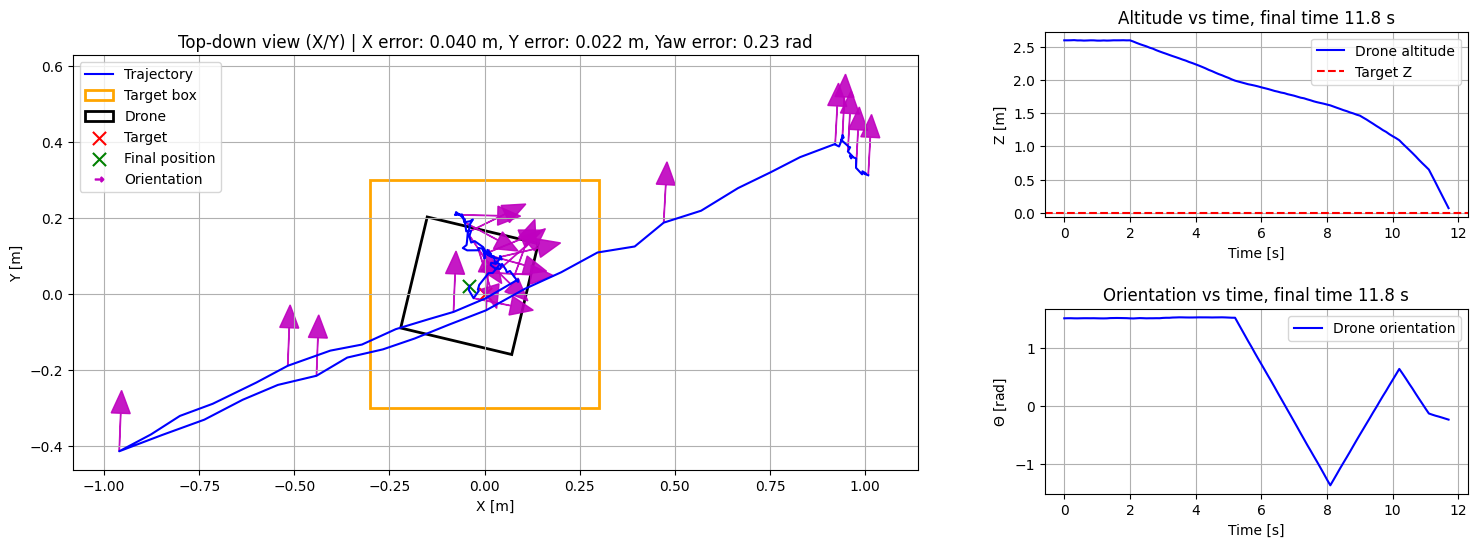 Top-down view (X/Y) | X error: 0.040 m, Y error: 0.022 m, Yaw error: 0.23 rad
Trajectory
Target box
Drone
Target
Final position
Orientation
0.6
0.4
0.2
0.0
−0.2
−0.4
Y [m]
−1.00
−0.75
−0.50
−0.25
0.00
0.25
0.50
0.75
1.00
X [m]
Altitude vs time, final time 11.8 s
Drone altitude
Target Z
2.5
2.0
1.5
1.0
0.5
0.0
Z [m]
0
2
4
6
8
10
12
Time [s]
Orientation vs time, final time 11.8 s
Drone orientation
1
0
−1
Θ [rad]
0
2
4
6
8
10
12
Time [s]